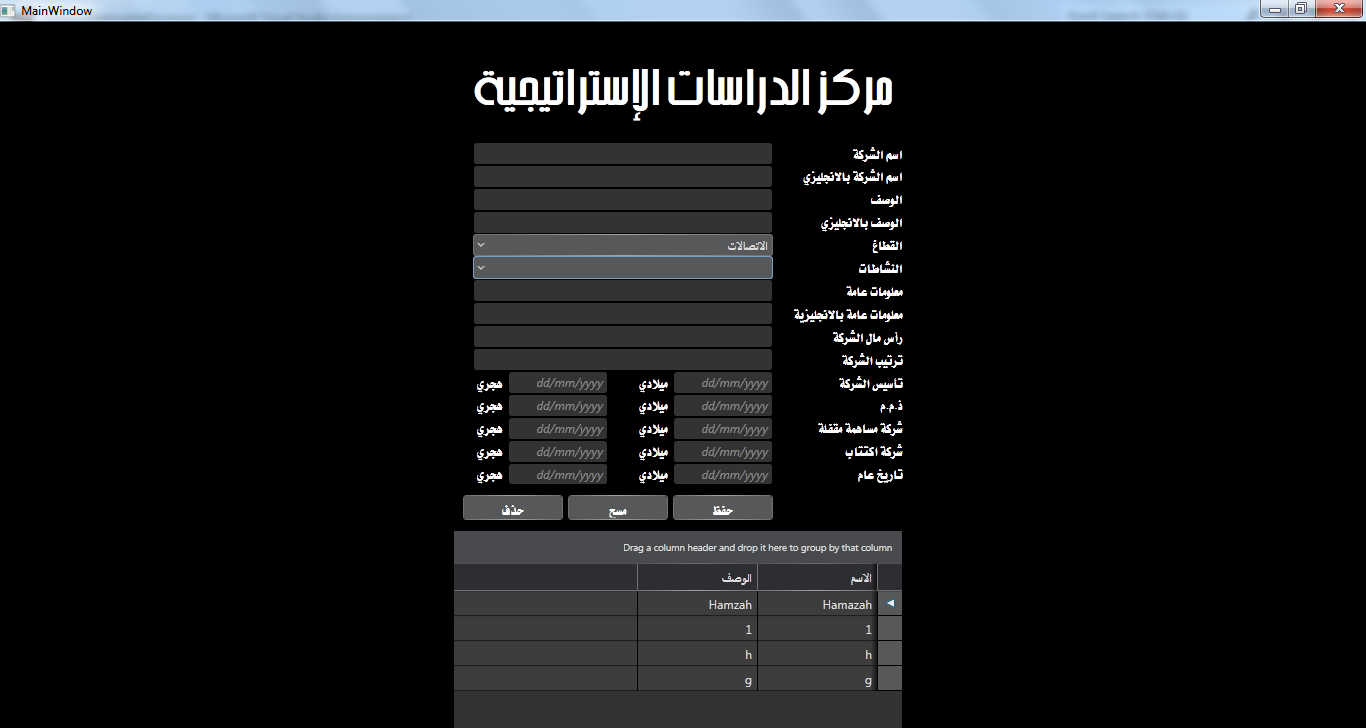 MainWindow
مركز الدراسات الإستراتيجية
اسم الشركة
اسم الشركة بالانجليزي
الوصف
الوصف بالانجليزي
القطاع الاتصالات
النشاطات
معلومات عامة
معلومات عامة بالانجليزية
رأس مال الشركة
ترتيب الشركة
تأسيس الشركة dd/mm/yyyy ميلادي dd/mm/yyyy هجري
ذ.م.م dd/mm/yyyy ميلادي dd/mm/yyyy هجري
شركة مساهمة مقفلة dd/mm/yyyy ميلادي dd/mm/yyyy هجري
شركة اكتتاب dd/mm/yyyy ميلادي dd/mm/yyyy هجري
تاريخ عام dd/mm/yyyy ميلادي dd/mm/yyyy هجري
حفظ مسح حذف
Drag a column header and drop it here to group by that column
الاسم الوصف
Hamazah Hamzah
1 1
h h
g g